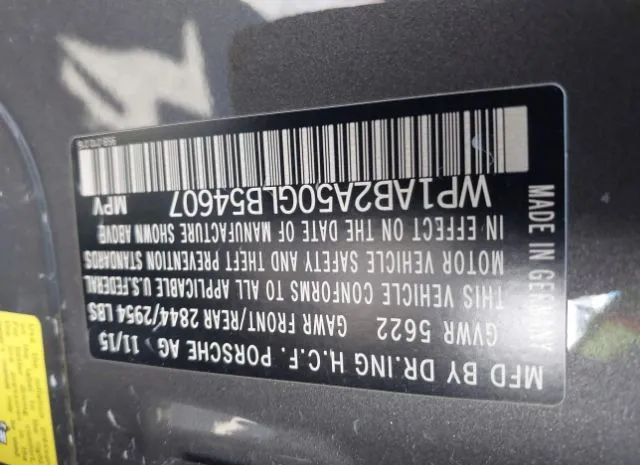 MFD BY DR.ING H.C.F. PORSCHE AG
11/15
GVWR 5622 GAWR FRONT/REAR 2844/2954 LBS
THIS VEHICLE CONFORMS TO ALL APPLICABLE U.S.FEDERAL
MOTOR VEHICLE SAFETY AND THEFT PREVENTION STANDARDS
IN EFFECT ON THE DATE OF MANUFACTURE SHOWN ABOVE
WP1AB2A50GLB54607 MPV
MADE IN GERMANY